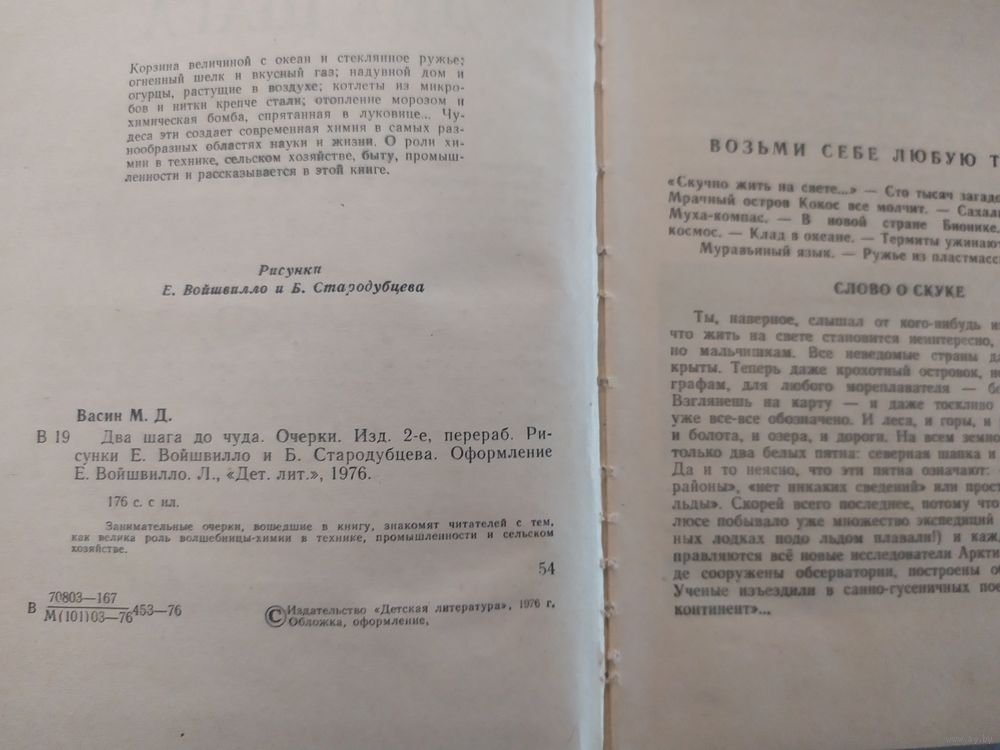 Корзина величиной с океан и стеклянное ружье;
огненный шелк и вкусный газ; надувной дом и
огурцы, растущие в воздухе; котлеты из микро-
бов и нитки крепче стали; отопление морозом и
химическая бомба, спрятанная в луковице... Чу-
деса эти создает современная химия в самых раз-
нообразных областях науки и жизни. О роли хи-
мии в технике, сельском хозяйстве, быту, промыш-
ленности и рассказывается в этой книге.
Рисунки
Е. Войшвилло и Б. Стародубцева
Васин М. Д.
В 19 Два шага до чуда. Очерки. Изд. 2-е, перераб. Ри-
сунки Е. Войшвилло и Б. Стародубцева. Оформление
Е. Войшвилло. Л., «Дет. лит.», 1976.
176 с. с ил.
Занимательные очерки, вошедшие в книгу, знакомят читателей с тем,
как велика роль волшебницы-химии в технике, промышленности и сельском
хозяйстве.
54
В 70803—167
М(101)03—76 453—76
© Издательство «Детская литература», 1976 г.
Обложка, оформление.
ВОЗЬМИ СЕБЕ ЛЮБУЮ
«Скучно жить на свете...» — Сто тысяч
Мрачный остров Кокос все молчит. —
Муха-компас. — В новой стране Бионике.
космос. — Клад в океане. — Термиты ужинают
Муравьиный язык. — Ружье из
СЛОВО О СКУКЕ
Ты, наверное, слышал от кого-нибудь
что жить на свете становится неинтересно,
но мальчишкам. Все неведомые страны
крыты. Теперь даже крохотный островок,
графам, для любого мореплавателя —
Взглянешь на карту — и даже тоскливо
уже все-все обозначено. И леса, и горы, и
и болота, и озера, и дороги. На всем
только два белых пятна: северная шапка и
Да и то неясно, что эти пятна означают:
районы», «нет никаких сведений» или
льды». Скорей всего последнее, потому что
люсе побывало уже множество экспедиций
ных лодках подо льдом плавали!) и
правляются всё новые исследователи
де сооружены обсерватории, построены
Ученые изъездили в санно-гусеничных
континент»...